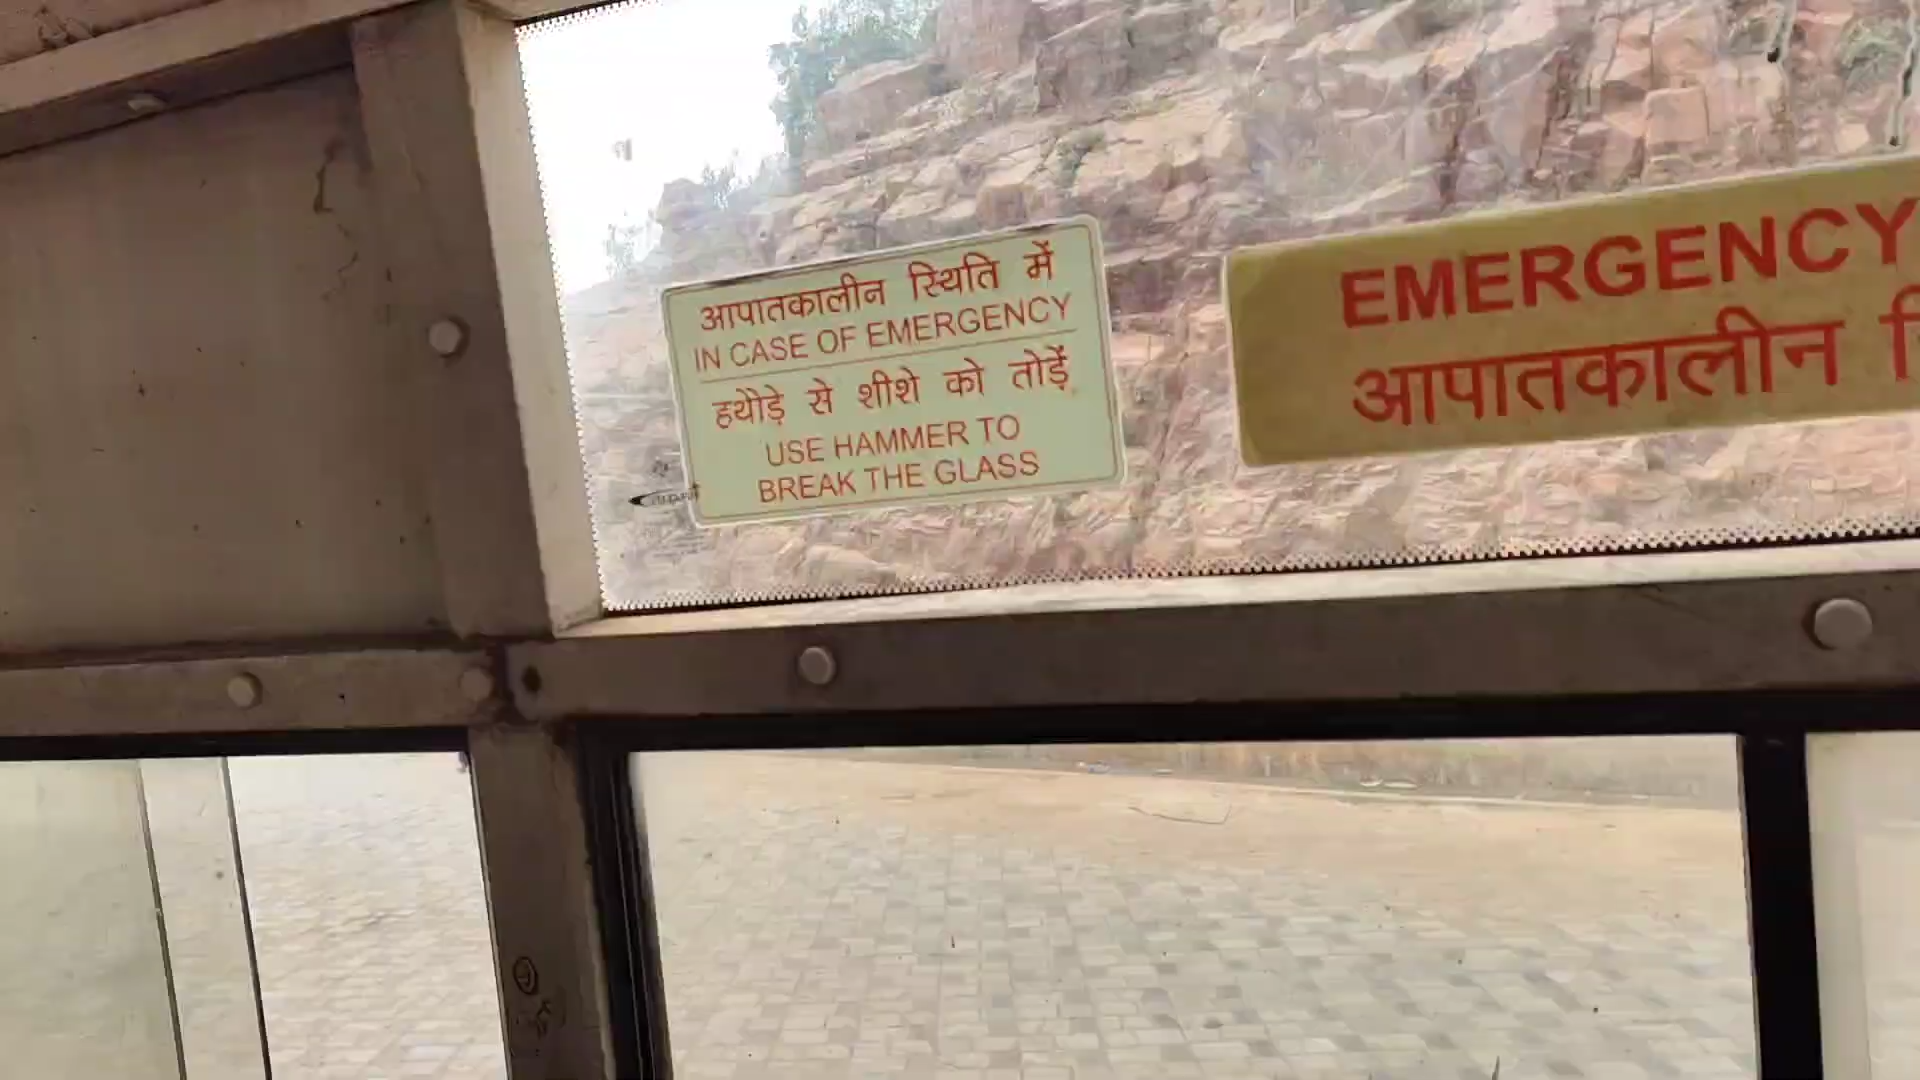 आपातकालीन स्थिति में
IN CASE OF EMERGENCY
हथौड़े से शीशे को तोड़ें
USE HAMMER TO
BREAK THE GLASS
EMERGENCY
आपातकालीन